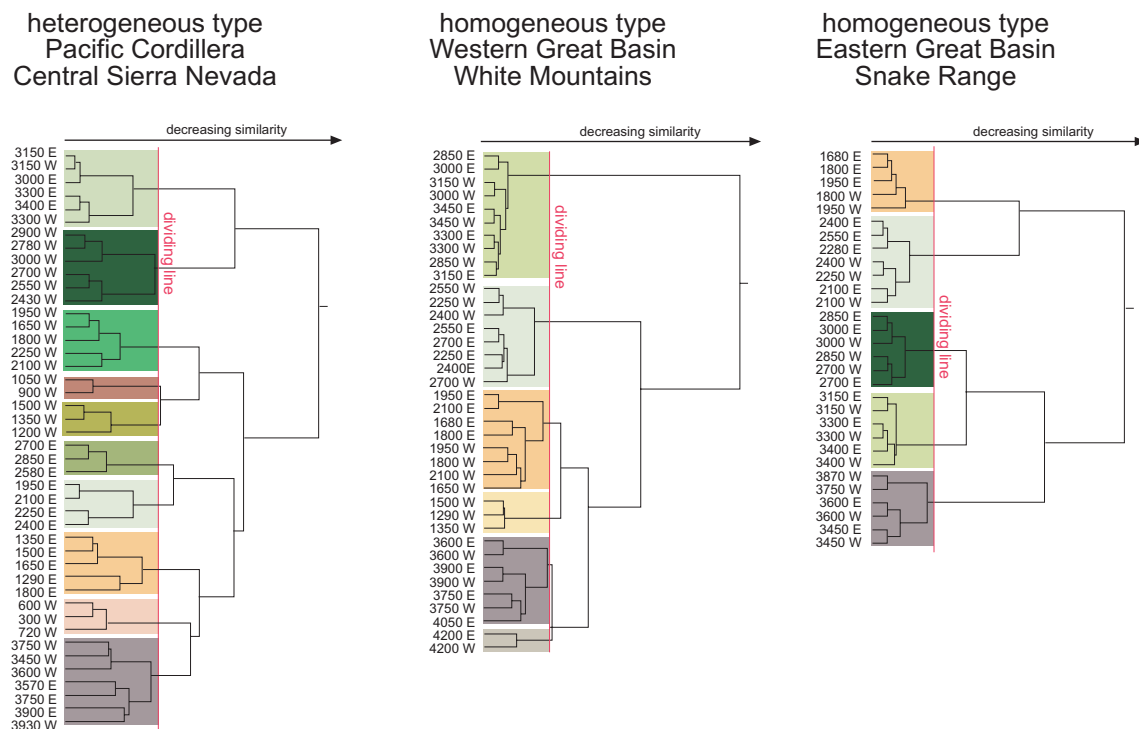 heterogeneous type
Pacific Cordillera
Central Sierra Nevada
decreasing similarity
3150 E
3150 W
3000 E
3300 E
3400 E
3300 W
2900 W
2780 W
3000 W
2700 W
2550 W
2430 W
1950 W
1650 W
1800 W
2250 W
2100 W
1050 W
900 W
1500 W
1350 W
1200 W
2700 E
2850 E
2580 E
1950 E
2100 E
2250 E
2400 E
1350 E
1500 E
1650 E
1290 E
1800 E
600 W
300 W
720 W
3750 W
3450 W
3600 W
3570 E
3750 E
3900 E
3930 W
dividing line
homogeneous type
Western Great Basin
White Mountains
decreasing similarity
2850 E
3000 E
3150 W
3000 W
3450 E
3450 W
3300 E
3300 W
2850 W
3150 E
2550 W
2250 W
2400 W
2550 E
2700 E
2250 E
2400E
2700 W
1950 E
2100 E
1680 E
1800 E
1950 W
1800 W
2100 W
1650 W
1500 W
1290 W
1350 W
3600 E
3600 W
3900 E
3900 W
3750 E
3750 W
4050 E
4200 E
4200 W
dividing line
homogeneous type
Eastern Great Basin
Snake Range
decreasing similarity
1680 E
1800 E
1950 E
1800 W
1950 W
2400 E
2550 E
2280 E
2400 W
2250 W
2100 E
2100 W
2850 E
3000 E
3000 W
2850 W
2700 W
2700 E
3150 E
3150 W
3300 E
3300 W
3400 E
3400 W
3870 W
3750 W
3600 E
3600 W
3450 E
3450 W
dividing line